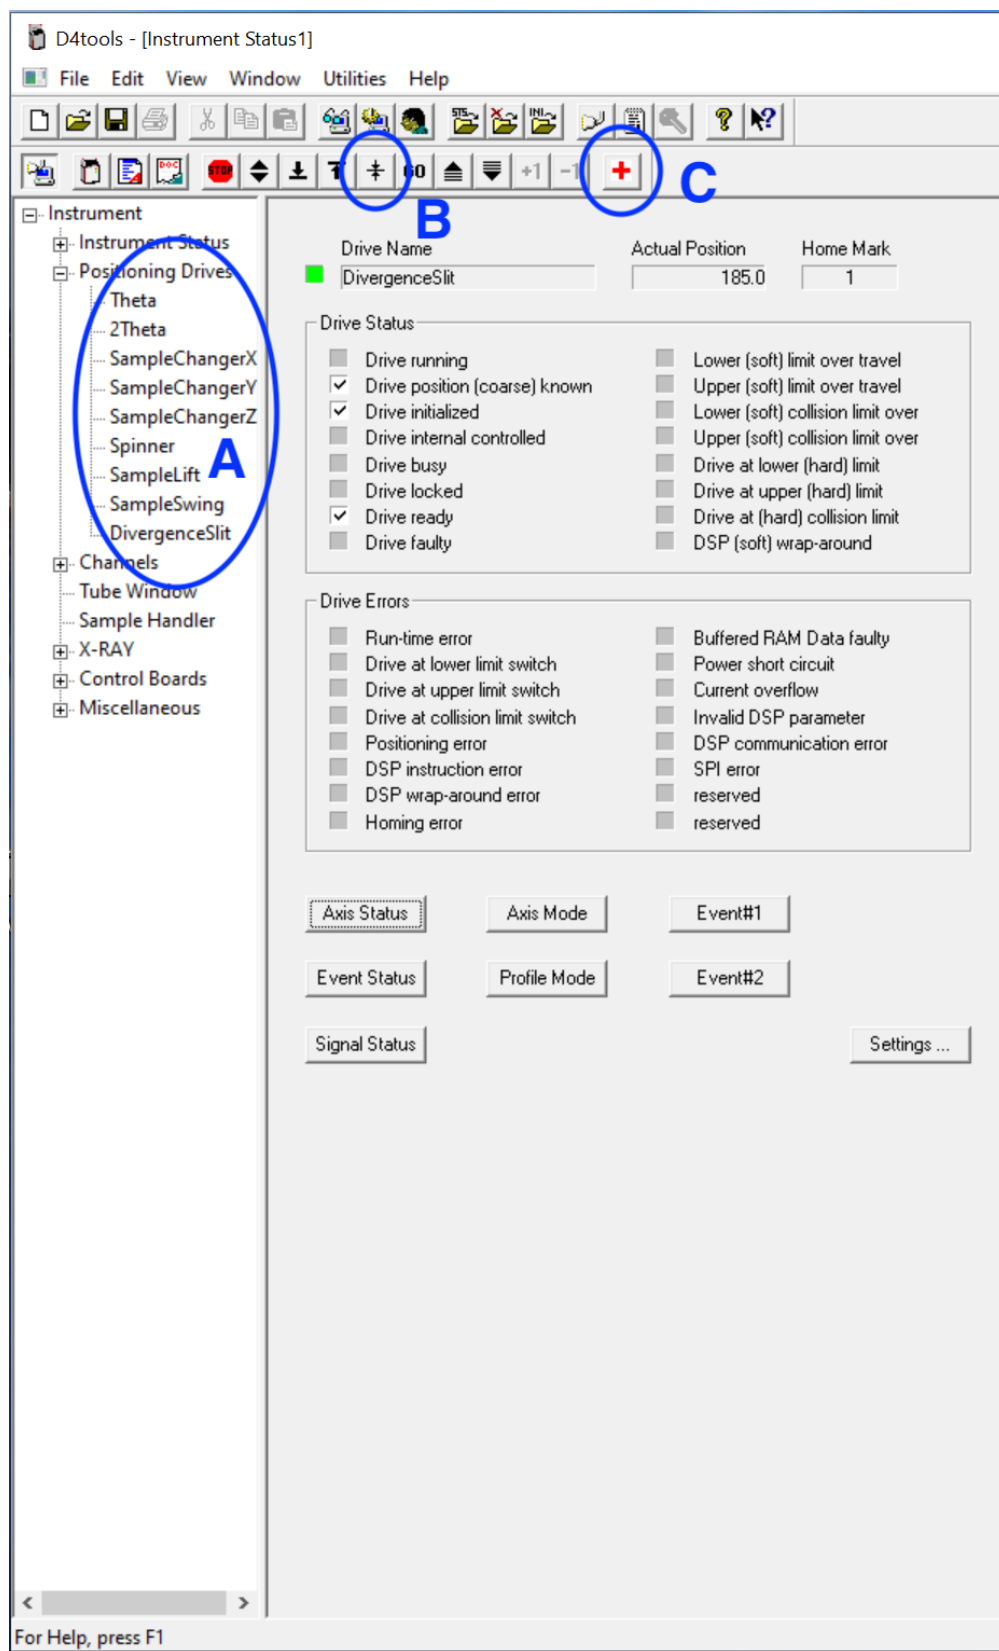 D4tools - [Instrument Status1]
File Edit View Window Utilities Help
STS INI ? ?
DOC STOP GO +1 -1
B
C
Instrument
Instrument Status
Positioning Drives
Theta
2Theta
SampleChangerX
SampleChangerY
SampleChangerZ
Spinner
SampleLift
SampleSwing
DivergenceSlit
A
Channels
Tube Window
Sample Handler
X-RAY
Control Boards
Miscellaneous
Drive Name Actual Position Home Mark
DivergenceSlit 185.0 1
Drive Status
Drive running
Drive position (coarse) known
Drive initialized
Drive internal controlled
Drive busy
Drive locked
Drive ready
Drive faulty
Lower (soft) limit over travel
Upper (soft) limit over travel
Lower (soft) collision limit over
Upper (soft) collision limit over
Drive at lower (hard) limit
Drive at upper (hard) limit
Drive at (hard) collision limit
DSP (soft) wrap-around
Drive Errors
Run-time error
Drive at lower limit switch
Drive at upper limit switch
Drive at collision limit switch
Positioning error
DSP instruction error
DSP wrap-around error
Homing error
Buffered RAM Data faulty
Power short circuit
Current overflow
Invalid DSP parameter
DSP communication error
SPI error
reserved
reserved
Axis Status Axis Mode Event#1
Event Status Profile Mode Event#2
Signal Status Settings ...
For Help, press F1